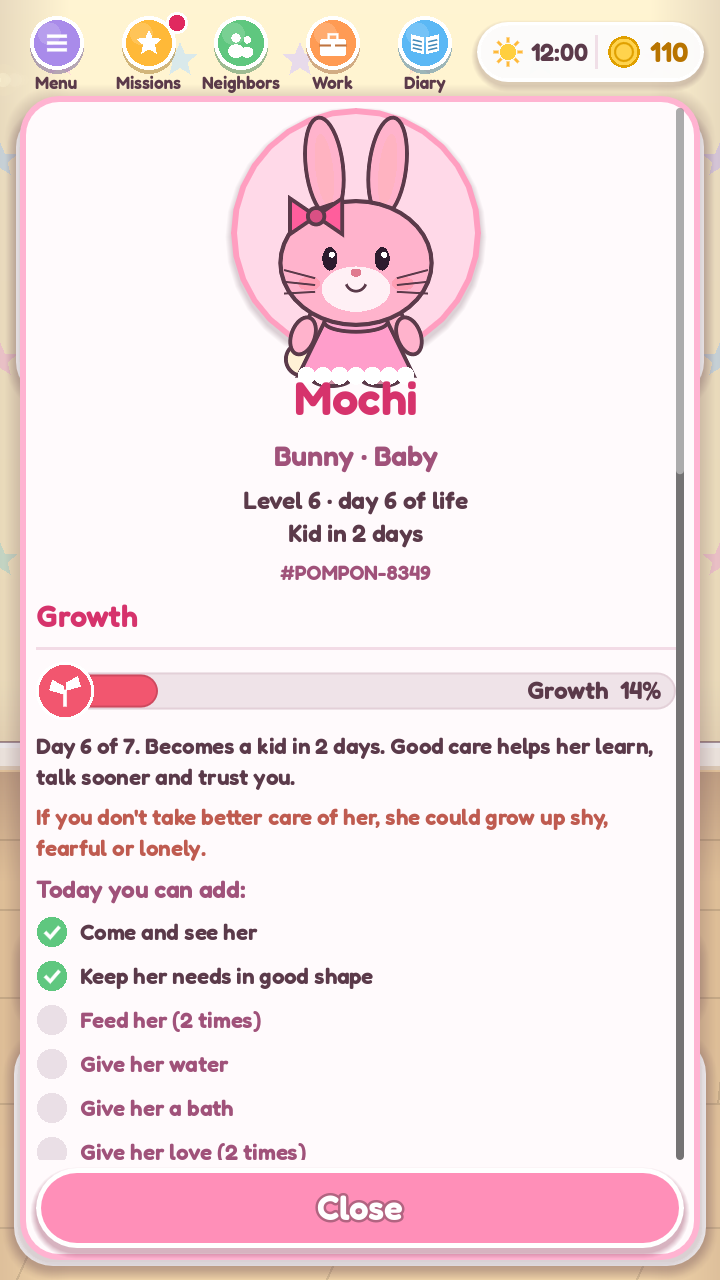 Menu
Missions
Neighbors
Work
Diary
12:00
110
Mochi
Bunny · Baby
Level 6 · day 6 of life
Kid in 2 days
#POMPON-8349
Growth
Growth 14%
Day 6 of 7. Becomes a kid in 2 days. Good care helps her learn,
talk sooner and trust you.
If you don't take better care of her, she could grow up shy,
fearful or lonely.
Today you can add:
Come and see her
Keep her needs in good shape
Feed her (2 times)
Give her water
Give her a bath
Give her love (2 times)
Close